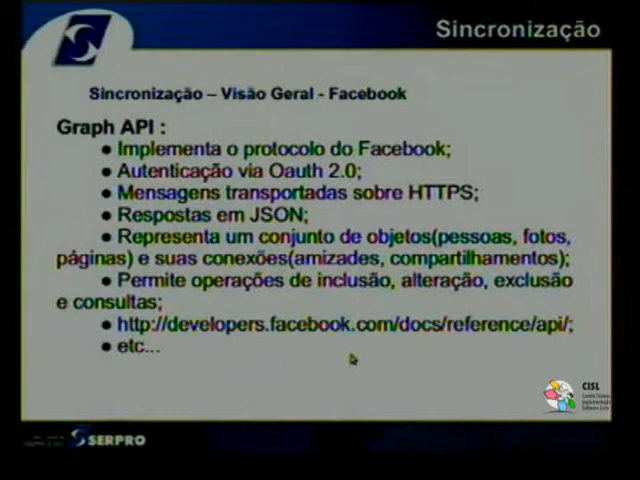 Sincronização
Sincronização – Visão Geral - Facebook
Graph API :
● Implementa o protocolo do Facebook;
● Autenticação via Oauth 2.0;
● Mensagens transportadas sobre HTTPS;
● Respostas em JSON;
● Representa um conjunto de objetos(pessoas, fotos,
páginas) e suas conexões(amizades, compartilhamentos);
● Permite operações de inclusão, alteração, exclusão
e consultas;
● http://developers.facebook.com/docs/reference/api/;
● etc...
CISL
SERPRO